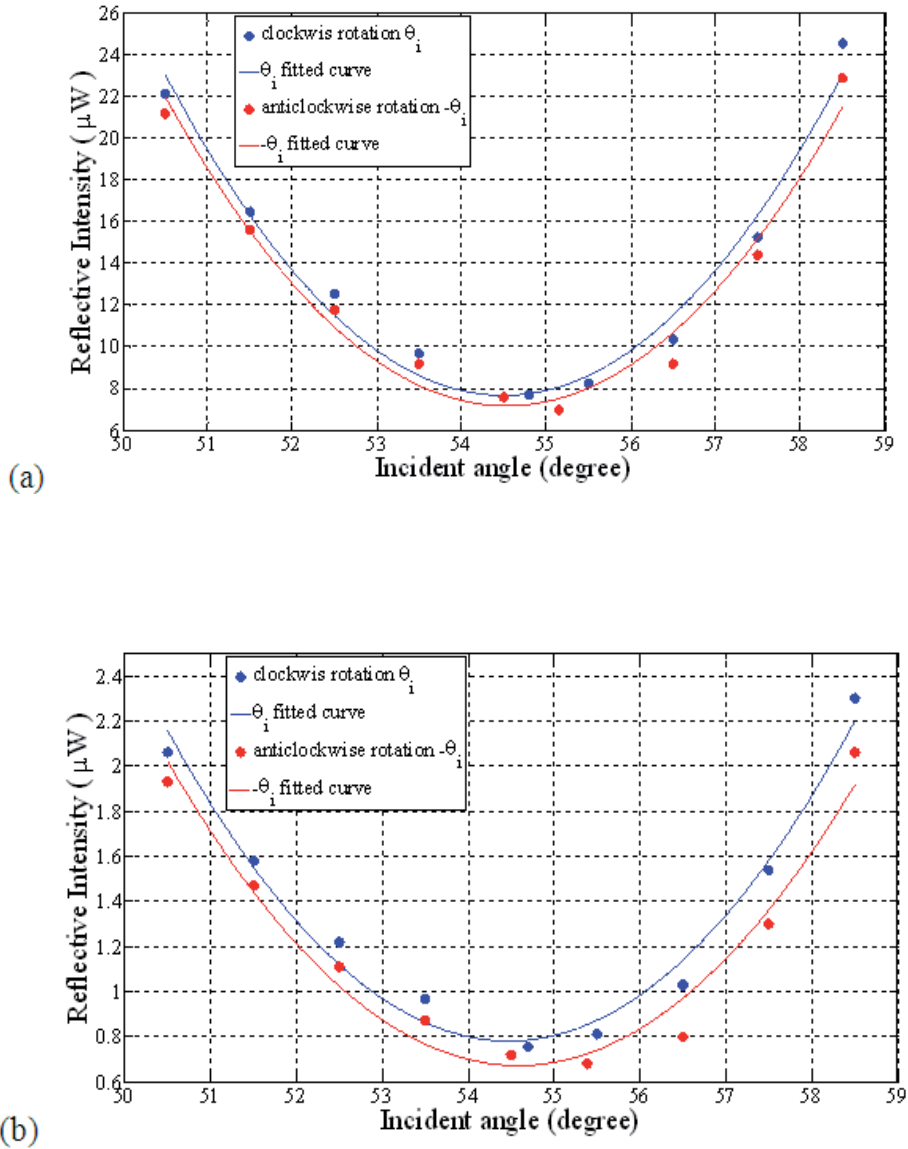 26
24
22
20
18
16
14
12
10
8
6
Reflective Intensity ( μW )
clockwis rotation θi
θi fitted curve
anticlockwise rotation -θi
-θi fitted curve
50 51 52 53 54 55 56 57 58 59
Incident angle (degree)
(a)
2.4
2.2
2
1.8
1.6
1.4
1.2
1
0.8
0.6
Reflective Intensity ( μW )
clockwis rotation θi
θi fitted curve
anticlockwise rotation -θi
-θi fitted curve
50 51 52 53 54 55 56 57 58 59
Incident angle (degree)
(b)